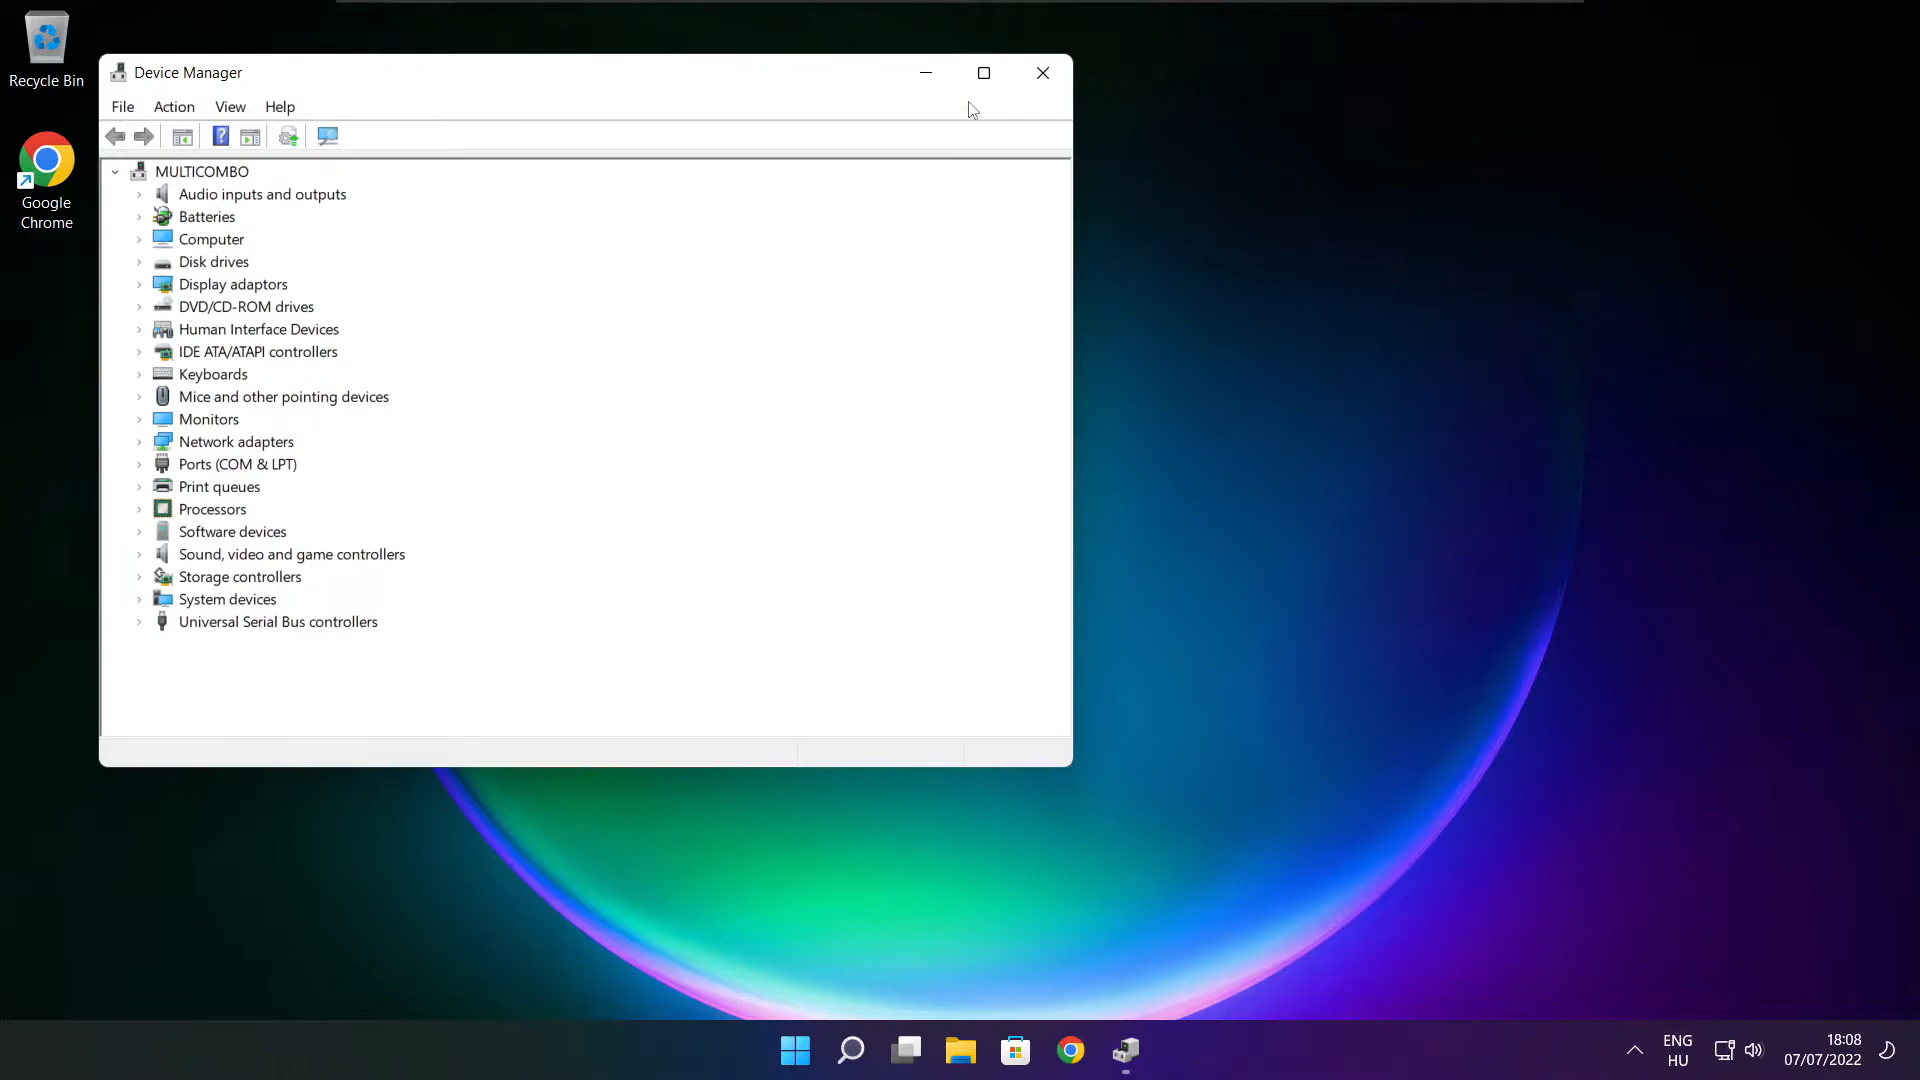 Recycle Bin
Google
Chrome
Device Manager
File Action View Help
MULTICOMBO
Audio inputs and outputs
Batteries
Computer
Disk drives
Display adaptors
DVD/CD-ROM drives
Human Interface Devices
IDE ATA/ATAPI controllers
Keyboards
Mice and other pointing devices
Monitors
Network adapters
Ports (COM & LPT)
Print queues
Processors
Software devices
Sound, video and game controllers
Storage controllers
System devices
Universal Serial Bus controllers
ENG
HU
18:08
07/07/2022